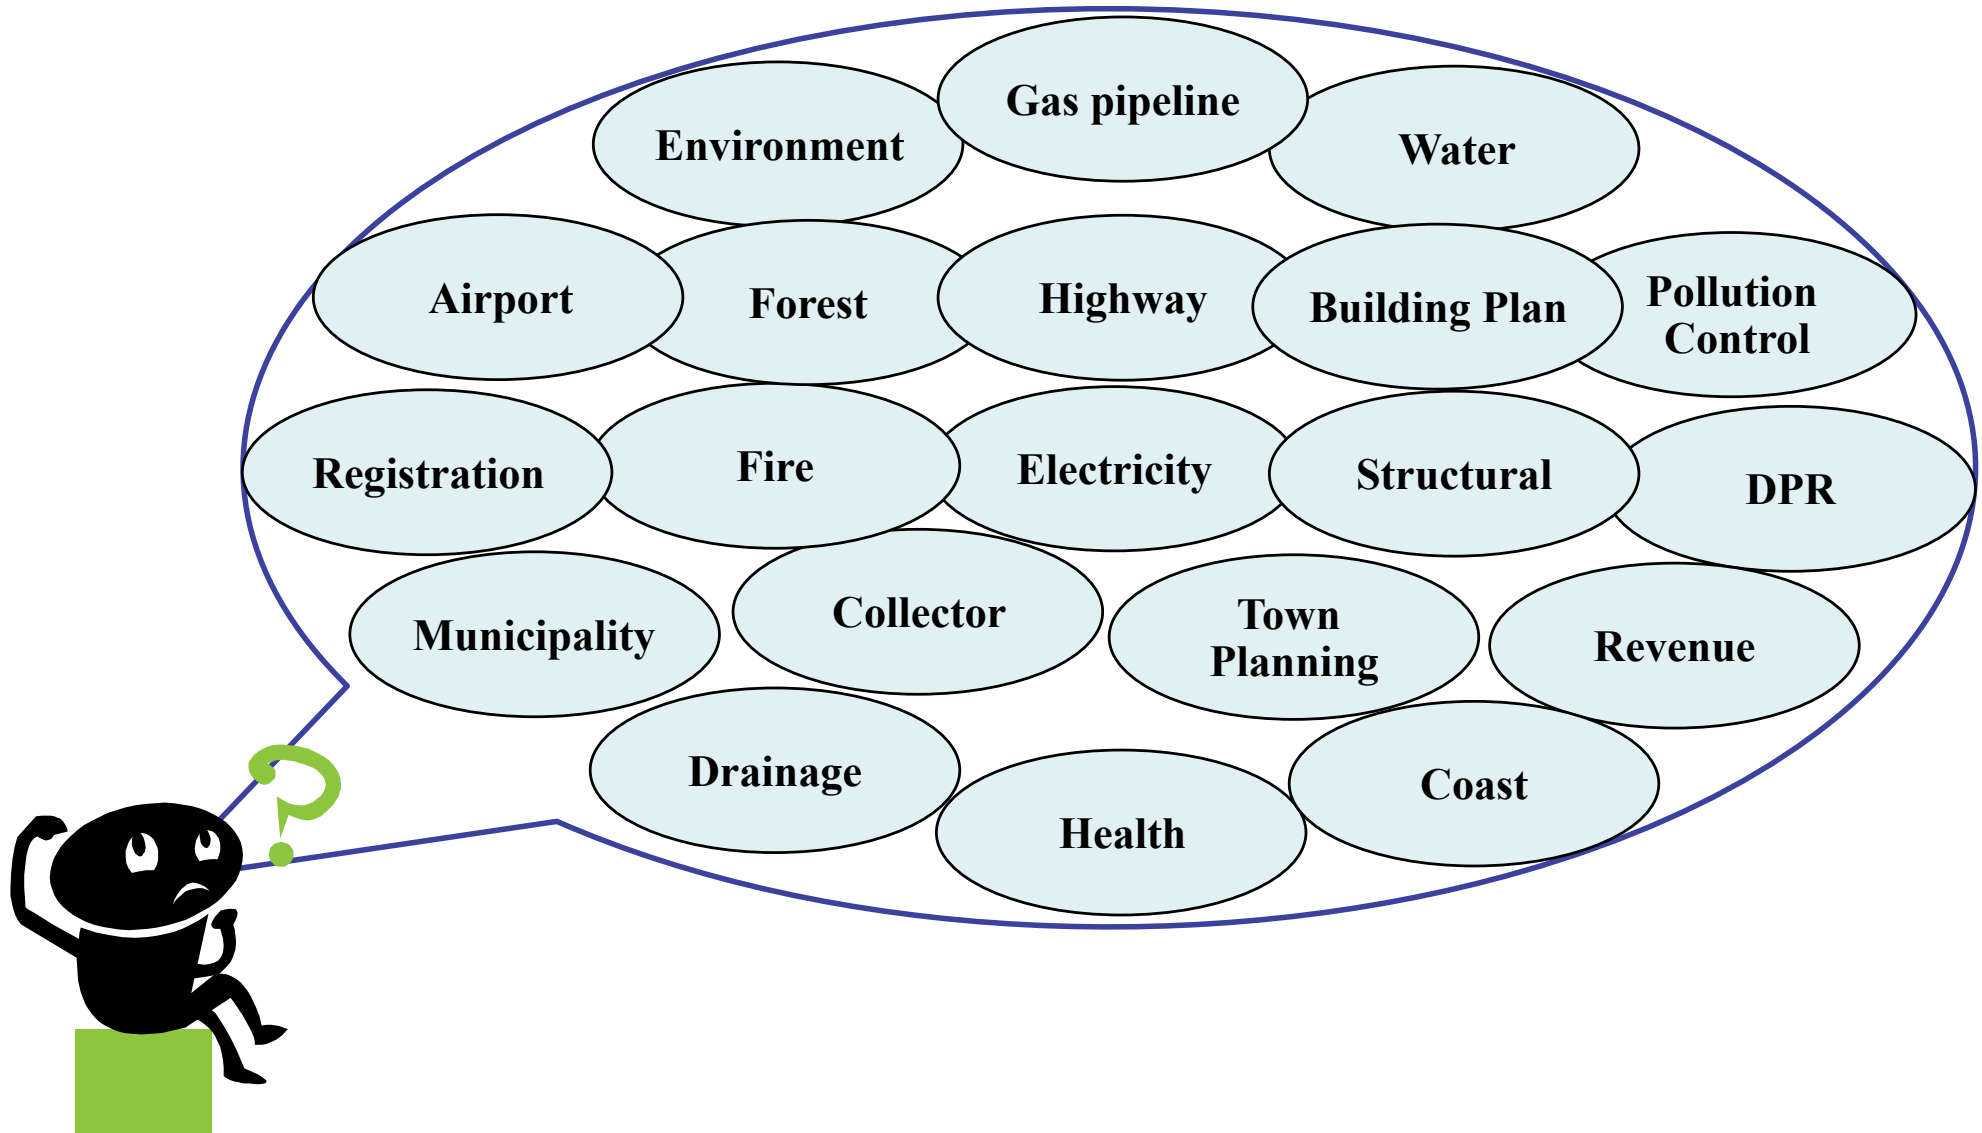 Gas pipeline
Environment
Water
Airport
Forest
Highway
Building Plan
Pollution
Control
Registration
Fire
Electricity
Structural
DPR
Municipality
Collector
Town
Planning
Revenue
Drainage
Health
Coast
?